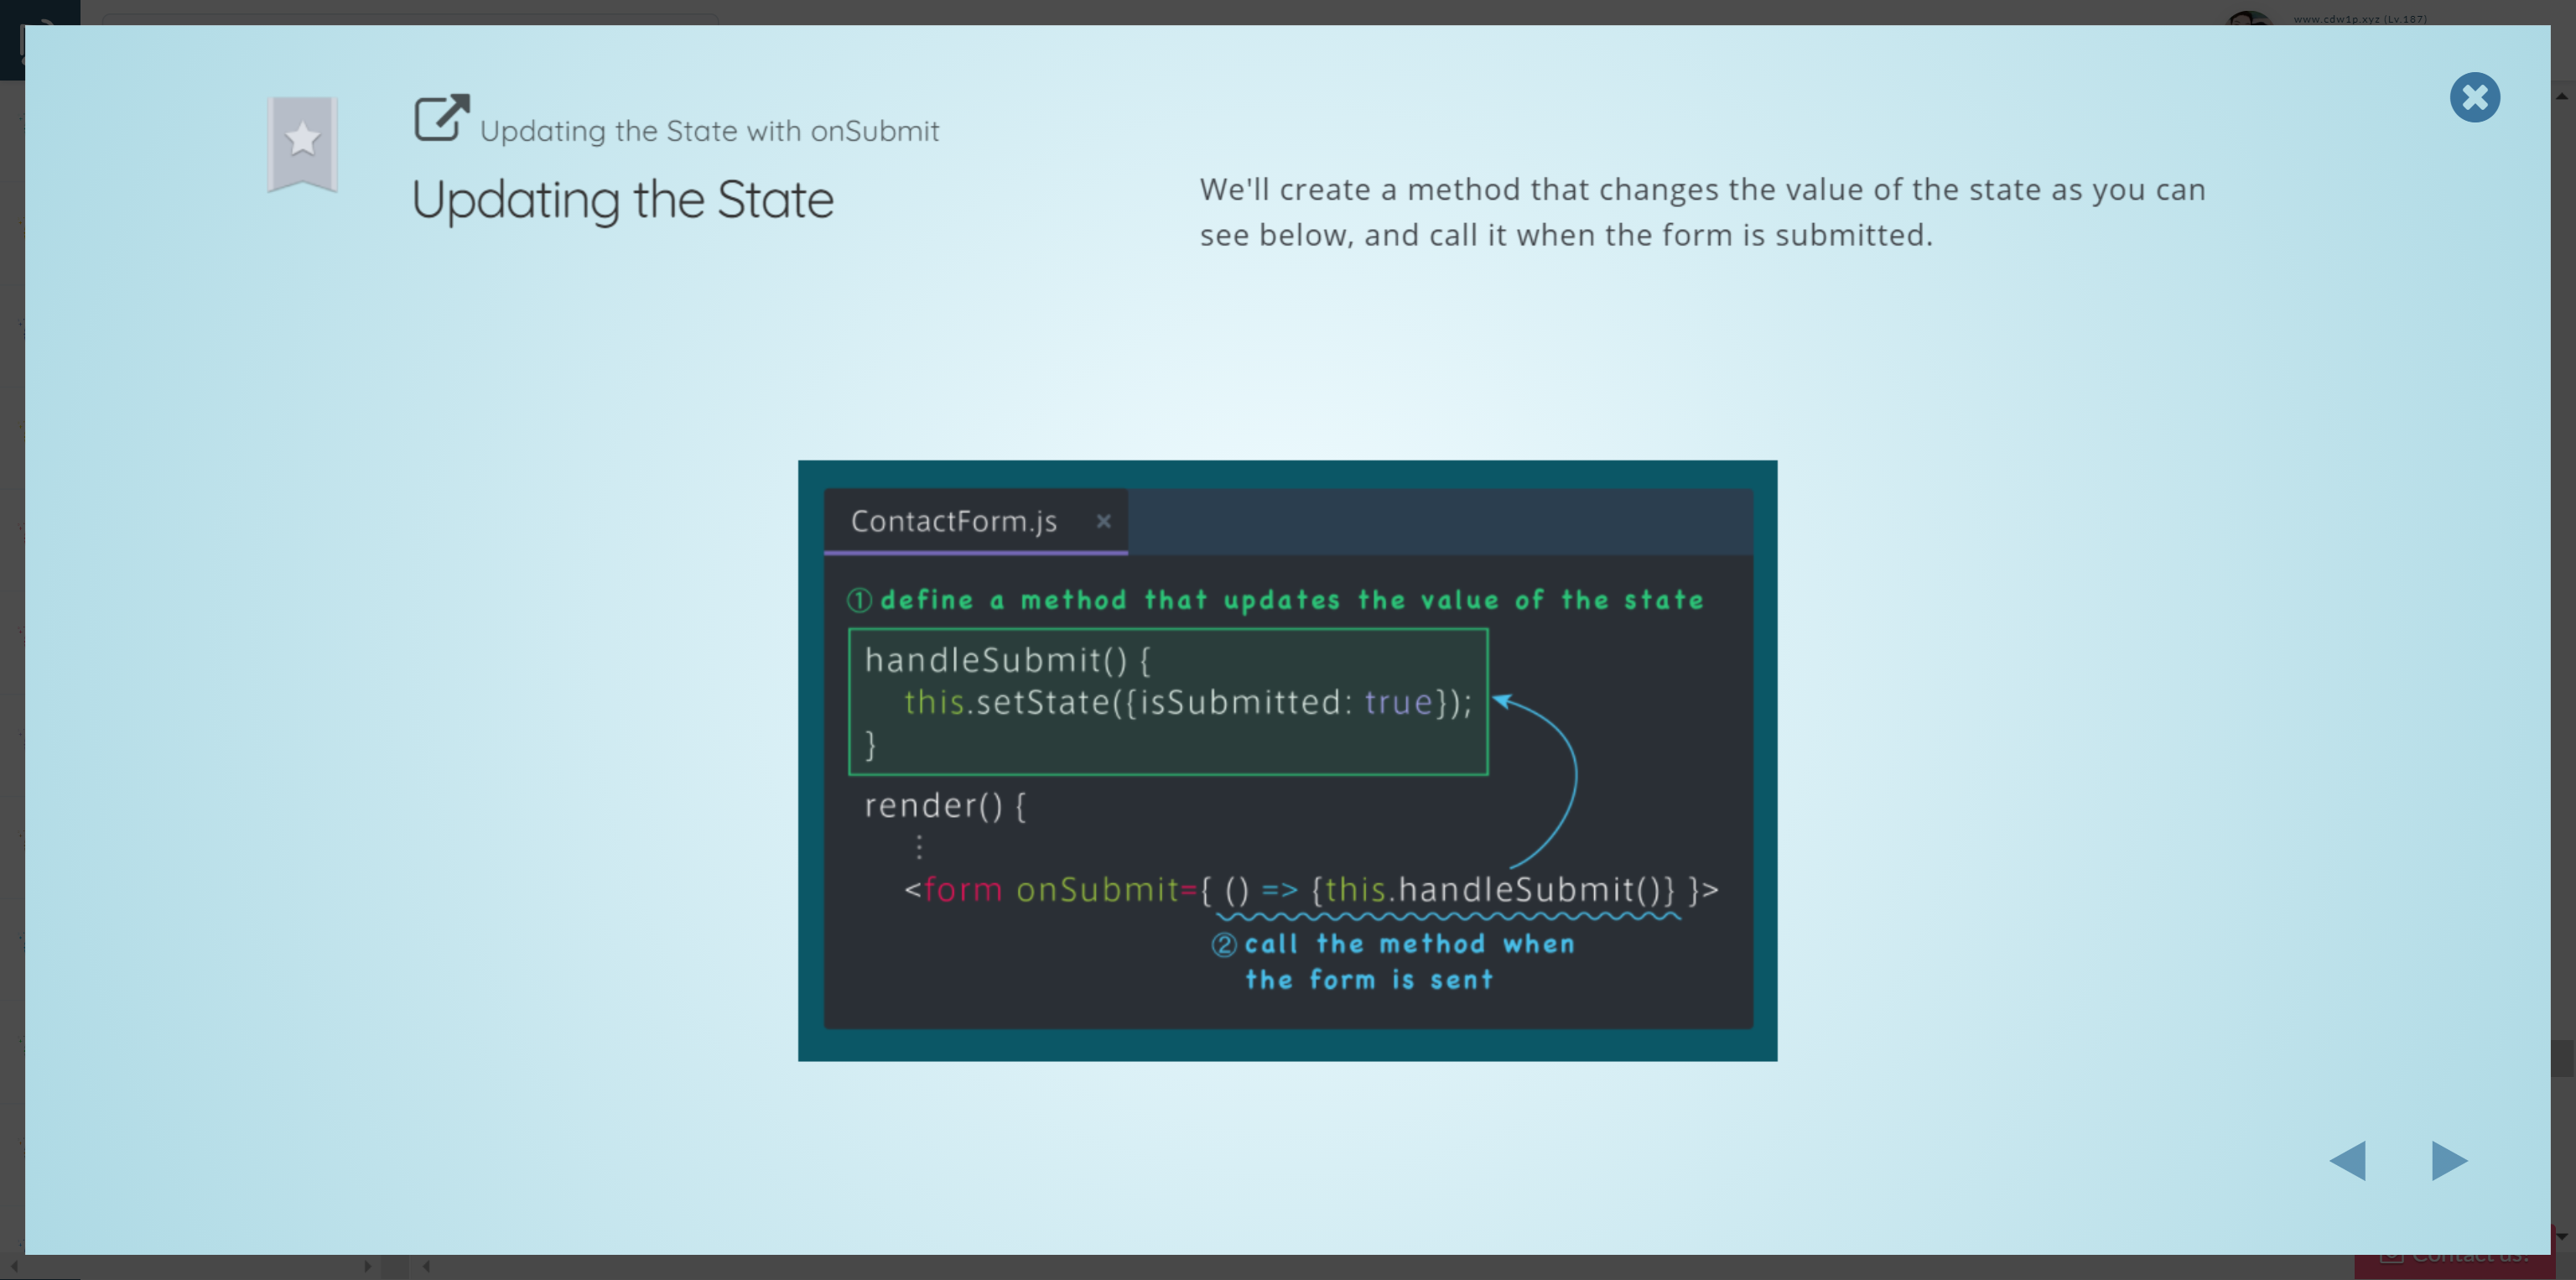 www.cdw1p.xyz (Lv.187)
Updating the State with onSubmit
Updating the State
We'll create a method that changes the value of the state as you can
see below, and call it when the form is submitted.
ContactForm.js ×
① define a method that updates the value of the state
handleSubmit() {
this.setState({isSubmitted: true});
}
render() {
⋮
<form onSubmit={ () => {this.handleSubmit()} }>
② call the method when
the form is sent
Contact us!